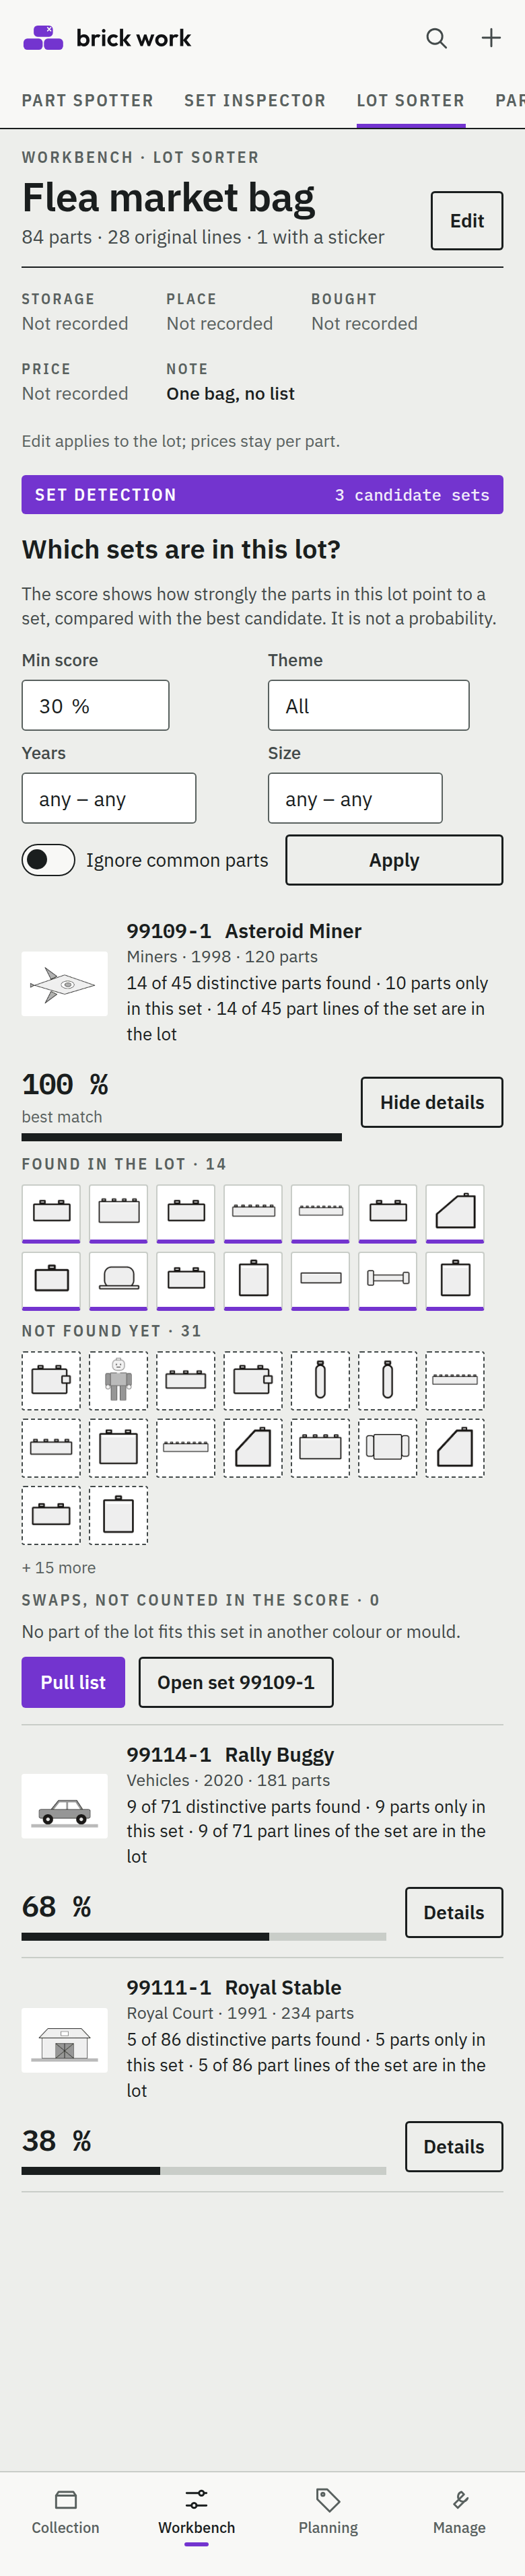 brick work
PART SPOTTER SET INSPECTOR LOT SORTER PAR
WORKBENCH · LOT SORTER
Flea market bag
84 parts · 28 original lines · 1 with a sticker
Edit
STORAGE PLACE BOUGHT
Not recorded Not recorded Not recorded
PRICE NOTE
Not recorded One bag, no list
Edit applies to the lot; prices stay per part.
SET DETECTION 3 candidate sets
Which sets are in this lot?
The score shows how strongly the parts in this lot point to a
set, compared with the best candidate. It is not a probability.
Min score Theme
30 % All
Years Size
any – any any – any
Ignore common parts Apply
99109-1 Asteroid Miner
Miners · 1998 · 120 parts
14 of 45 distinctive parts found · 10 parts only
in this set · 14 of 45 part lines of the set are in
the lot
100 %
best match
Hide details
FOUND IN THE LOT · 14
NOT FOUND YET · 31
+ 15 more
SWAPS, NOT COUNTED IN THE SCORE · 0
No part of the lot fits this set in another colour or mould.
Pull list Open set 99109-1
99114-1 Rally Buggy
Vehicles · 2020 · 181 parts
9 of 71 distinctive parts found · 9 parts only in
this set · 9 of 71 part lines of the set are in the
lot
68 %
Details
99111-1 Royal Stable
Royal Court · 1991 · 234 parts
5 of 86 distinctive parts found · 5 parts only in
this set · 5 of 86 part lines of the set are in the
lot
38 %
Details
Collection Workbench Planning Manage